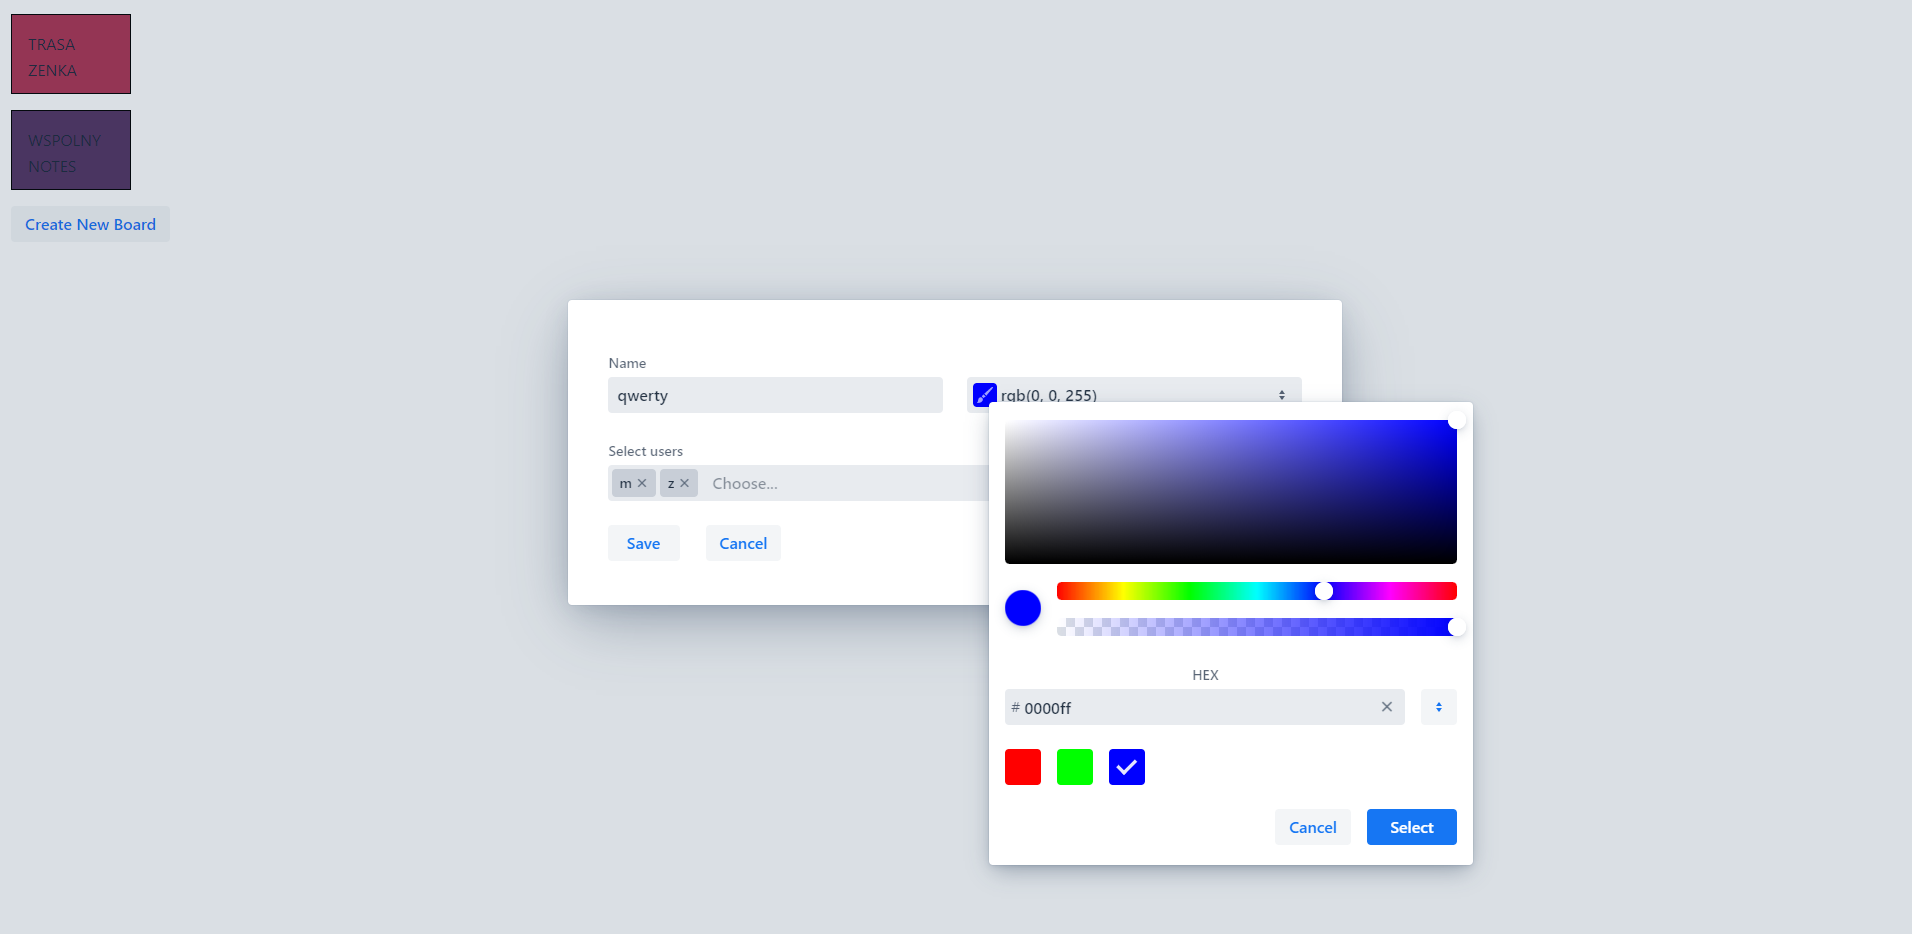 TRASA
ZENKA
WSPOLNY
NOTES
Create New Board
Name
qwerty
rgb(0, 0, 255)
Select users
m
z
Choose...
Save
Cancel
HEX
# 0000ff
Cancel
Select